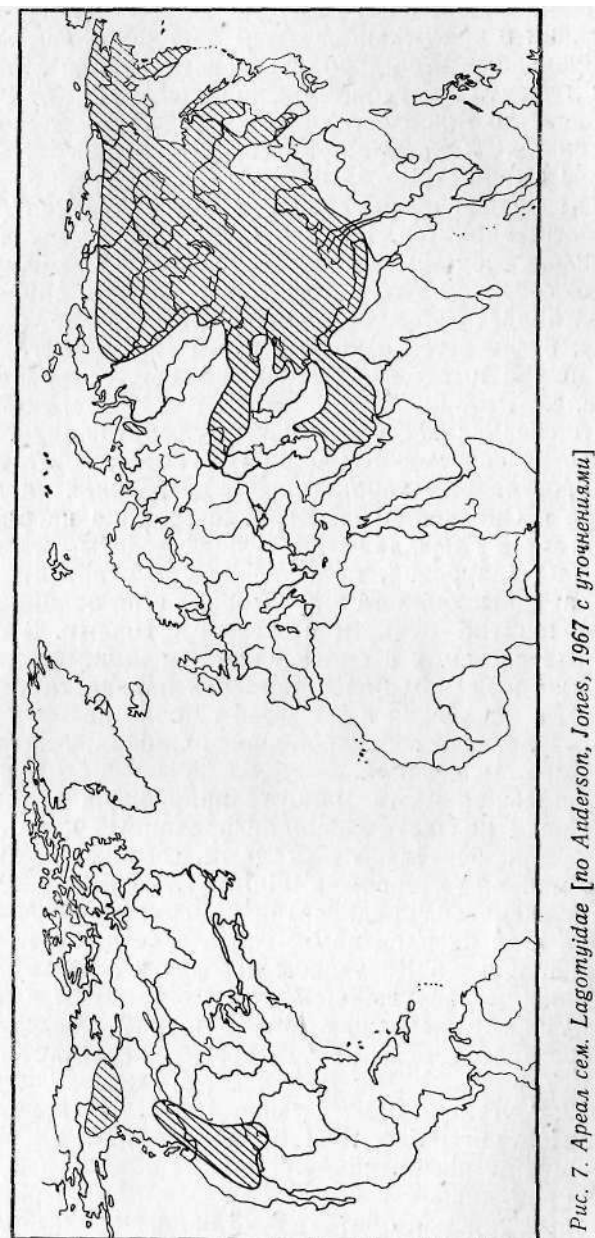 Рис. 7. Ареал сем. Lagomyidae [по Anderson, Jones, 1967 с уточнениями]